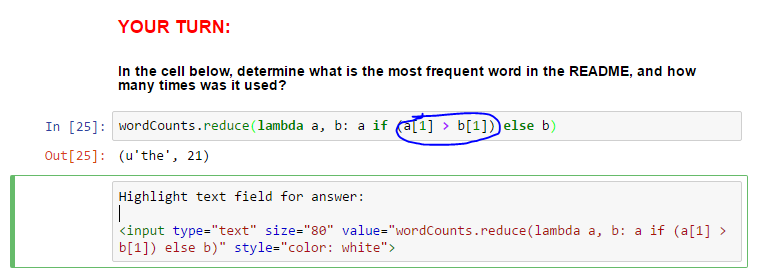 YOUR TURN:
In the cell below, determine what is the most frequent word in the README, and how
many times was it used?
In [25]: wordCounts.reduce(lambda a, b: a if (a[1] > b[1]) else b)
Out[25]: (u'the', 21)
Highlight text field for answer:
<input type="text" size="80" value="wordCounts.reduce(lambda a, b: a if (a[1] >
b[1]) else b)" style="color: white">